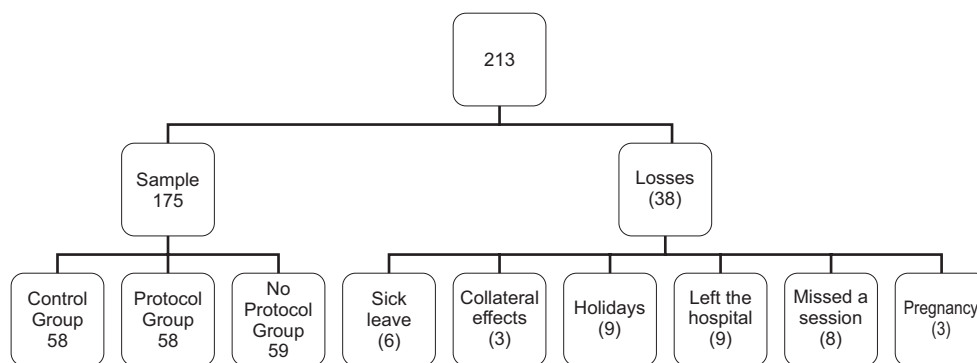 213
Sample
175
Losses
(38)
Control
Group
58
Protocol
Group
58
No
Protocol
Group
59
Sick
leave
(6)
Collateral
effects
(3)
Holidays
(9)
Left the
hospital
(9)
Missed a
session
(8)
Pregnancy
(3)